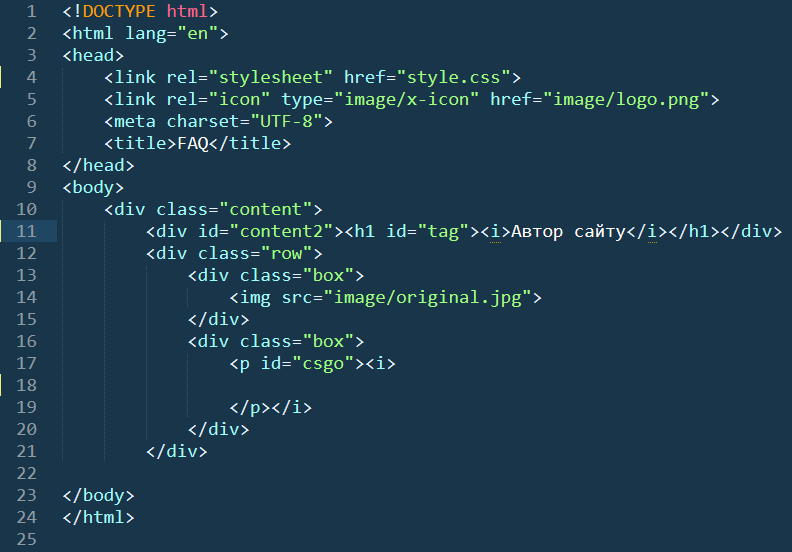 1 <!DOCTYPE html>
2 <html lang="en">
3 <head>
4     <link rel="stylesheet" href="style.css">
5     <link rel="icon" type="image/x-icon" href="image/logo.png">
6     <meta charset="UTF-8">
7     <title>FAQ</title>
8 </head>
9 <body>
10     <div class="content">
11         <div id="content2"><h1 id="tag"><i>Автор сайту</i></h1></div>
12         <div class="row">
13             <div class="box">
14                 <img src="image/original.jpg">
15             </div>
16             <div class="box">
17                 <p id="csgo"><i>
18
19                 </p></i>
20             </div>
21         </div>
22
23 </body>
24 </html>
25